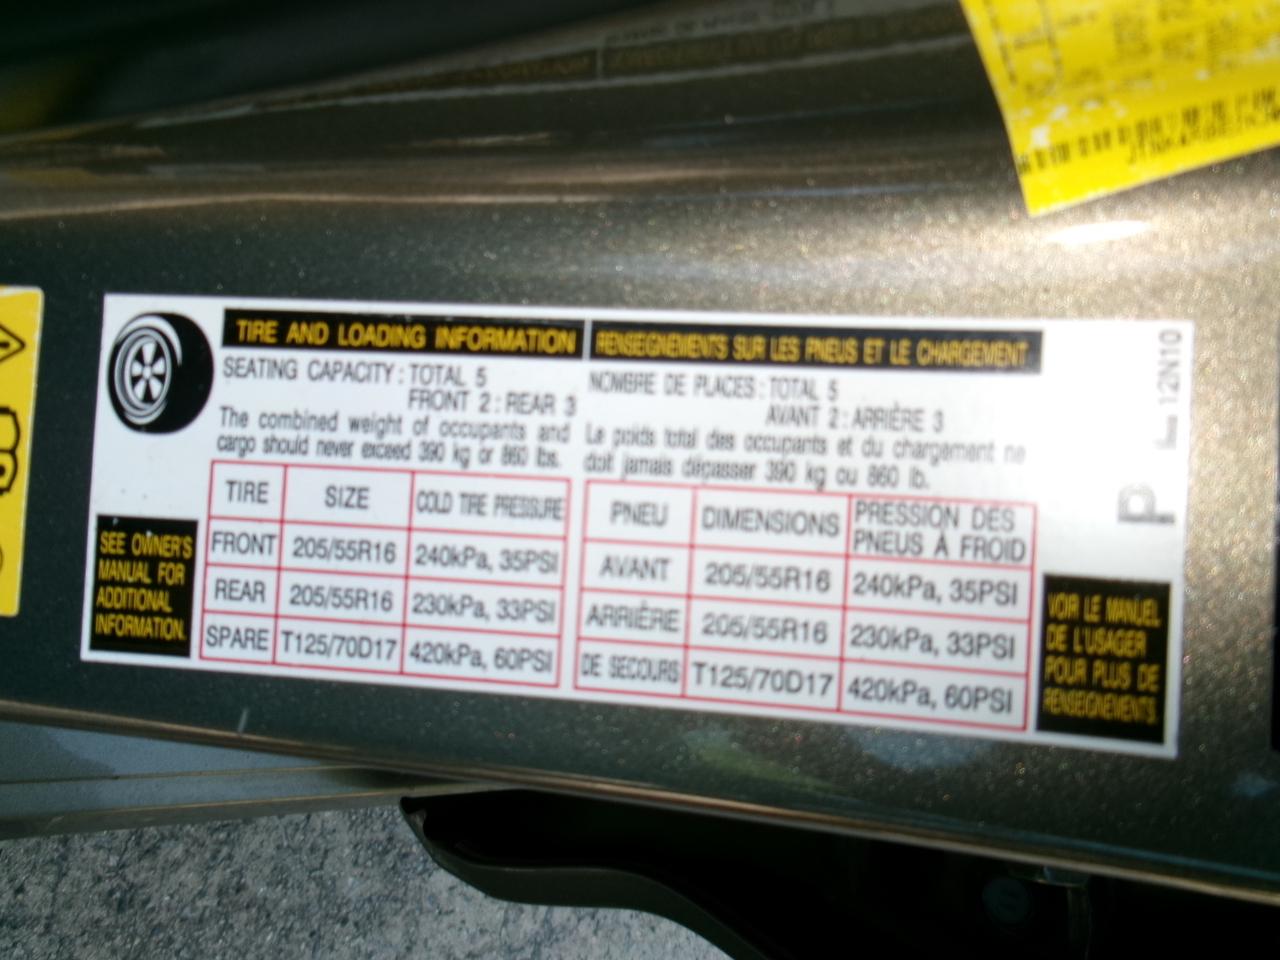 TIRE AND LOADING INFORMATION
RENSEGNEMENTS SUR LES PNEUS ET LE CHARGEMENT
SEATING CAPACITY : TOTAL 5
FRONT 2 : REAR 3
The combined weight of occupants and
cargo should never exceed 390 kg or 860 lbs.
NOMBRE DE PLACES : TOTAL 5
AVANT 2 : ARRIÈRE 3
Le poids total des occupants et du chargement ne
doit jamais dépasser 390 kg ou 860 lb.
TIRE SIZE COLD TIRE PRESSURE
FRONT 205/55R16 240kPa, 35PSI
REAR 205/55R16 230kPa, 33PSI
SPARE T125/70D17 420kPa, 60PSI
PNEU DIMENSIONS PRESSION DES
PNEUS À FROID
AVANT 205/55R16 240kPa, 35PSI
ARRIÈRE 205/55R16 230kPa, 33PSI
DE SECOURS T125/70D17 420kPa, 60PSI
SEE OWNER'S
MANUAL FOR
ADDITIONAL
INFORMATION.
VOIR LE MANUEL
DE L'USAGER
POUR PLUS DE
RENSEIGNEMENTS.
P L 12N10